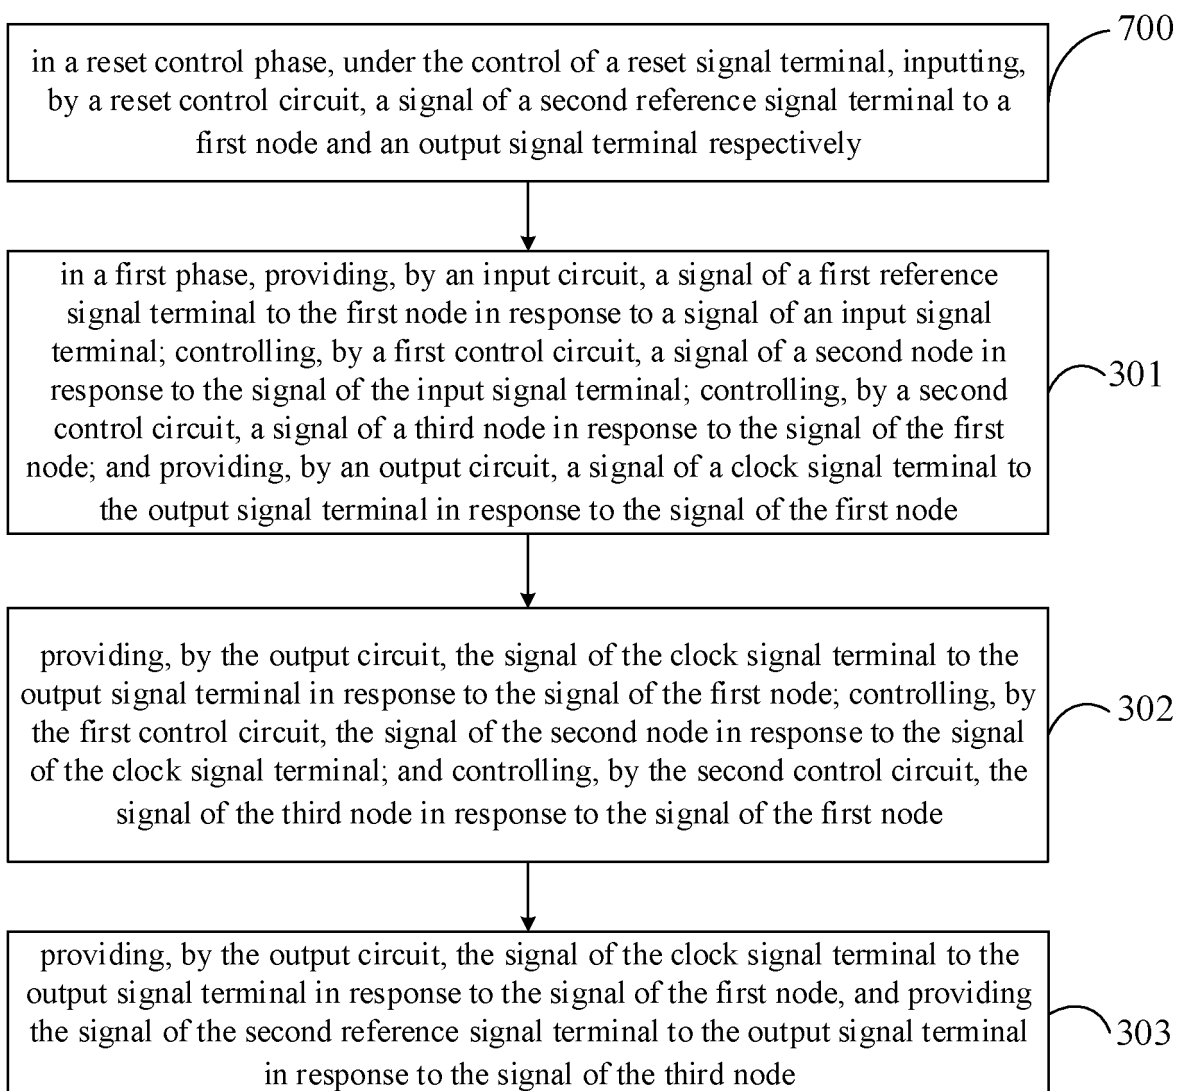 700
in a reset control phase, under the control of a reset signal terminal, inputting,
by a reset control circuit, a signal of a second reference signal terminal to a
first node and an output signal terminal respectively
in a first phase, providing, by an input circuit, a signal of a first reference
signal terminal to the first node in response to a signal of an input signal
terminal; controlling, by a first control circuit, a signal of a second node in
response to the signal of the input signal terminal; controlling, by a second
control circuit, a signal of a third node in response to the signal of the first
node; and providing, by an output circuit, a signal of a clock signal terminal to
the output signal terminal in response to the signal of the first node
301
providing, by the output circuit, the signal of the clock signal terminal to the
output signal terminal in response to the signal of the first node; controlling, by
the first control circuit, the signal of the second node in response to the signal
of the clock signal terminal; and controlling, by the second control circuit, the
signal of the third node in response to the signal of the first node
302
providing, by the output circuit, the signal of the clock signal terminal to the
output signal terminal in response to the signal of the first node, and providing
the signal of the second reference signal terminal to the output signal terminal
in response to the signal of the third node
303